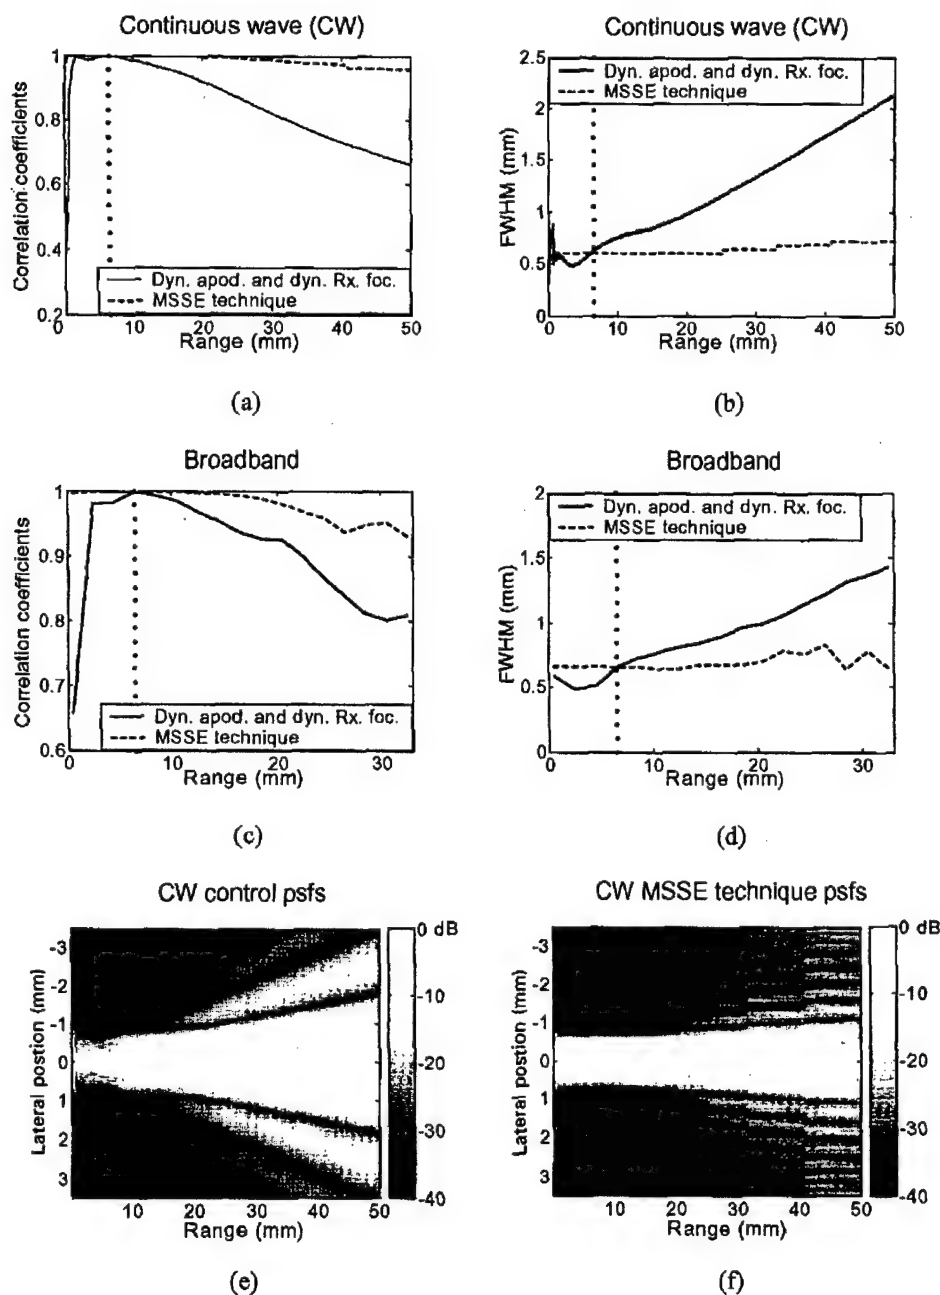 Continuous wave (CW)
Correlation coefficients
1
0.8
0.6
0.4
0.2
Dyn. apod. and dyn. Rx. foc.
MSSE technique
0 10 20 30 40 50
Range (mm)
(a)
Continuous wave (CW)
FWHM (mm)
2.5
2
1.5
1
0.5
0
Dyn. apod. and dyn. Rx. foc.
MSSE technique
0 10 20 30 40 50
Range (mm)
(b)
Broadband
Correlation coefficients
1
0.9
0.8
0.7
0.6
Dyn. apod. and dyn. Rx. foc.
MSSE technique
0 10 20 30
Range (mm)
(c)
Broadband
FWHM (mm)
2
1.5
1
0.5
0
Dyn. apod. and dyn. Rx. foc.
MSSE technique
0 10 20 30
Range (mm)
(d)
CW control psfs
Lateral postion (mm)
-3
-2
-1
0
1
2
3
10 20 30 40 50
Range (mm)
0 dB
-10
-20
-30
-40
(e)
CW MSSE technique psfs
Lateral postion (mm)
-3
-2
-1
0
1
2
3
10 20 30 40 50
Range (mm)
0 dB
-10
-20
-30
-40
(f)